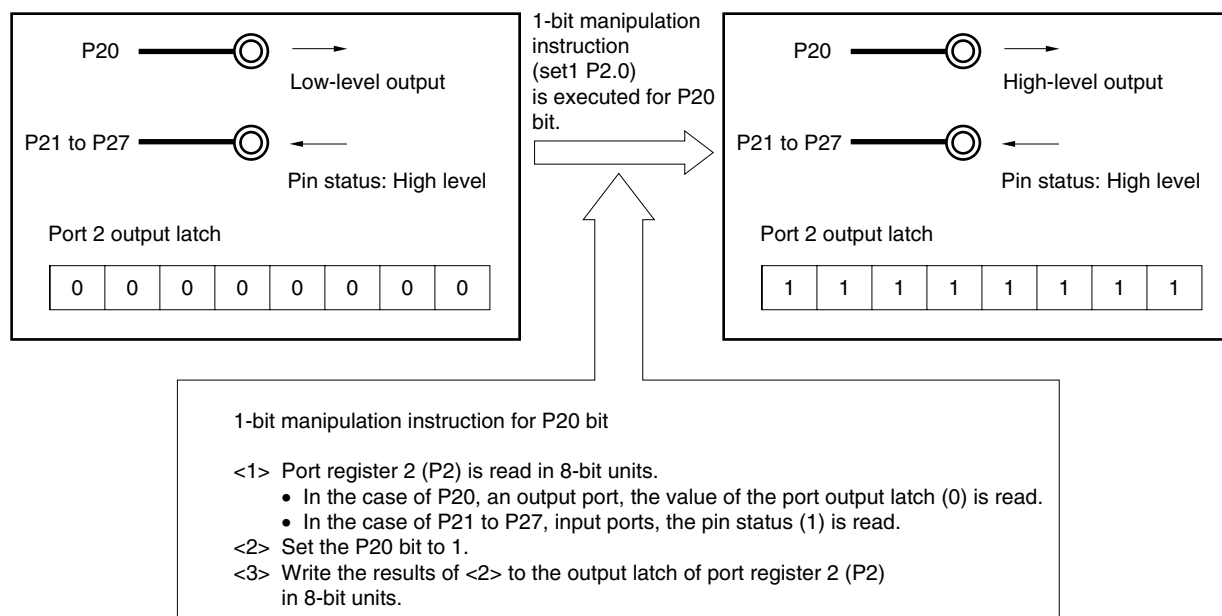 P20
Low-level output
P21 to P27
Pin status: High level
Port 2 output latch
0 0 0 0 0 0 0 0
1-bit manipulation
instruction
(set1 P2.0)
is executed for P20
bit.
P20
High-level output
P21 to P27
Pin status: High level
Port 2 output latch
1 1 1 1 1 1 1 1
1-bit manipulation instruction for P20 bit
<1> Port register 2 (P2) is read in 8-bit units.
• In the case of P20, an output port, the value of the port output latch (0) is read.
• In the case of P21 to P27, input ports, the pin status (1) is read.
<2> Set the P20 bit to 1.
<3> Write the results of <2> to the output latch of port register 2 (P2)
in 8-bit units.